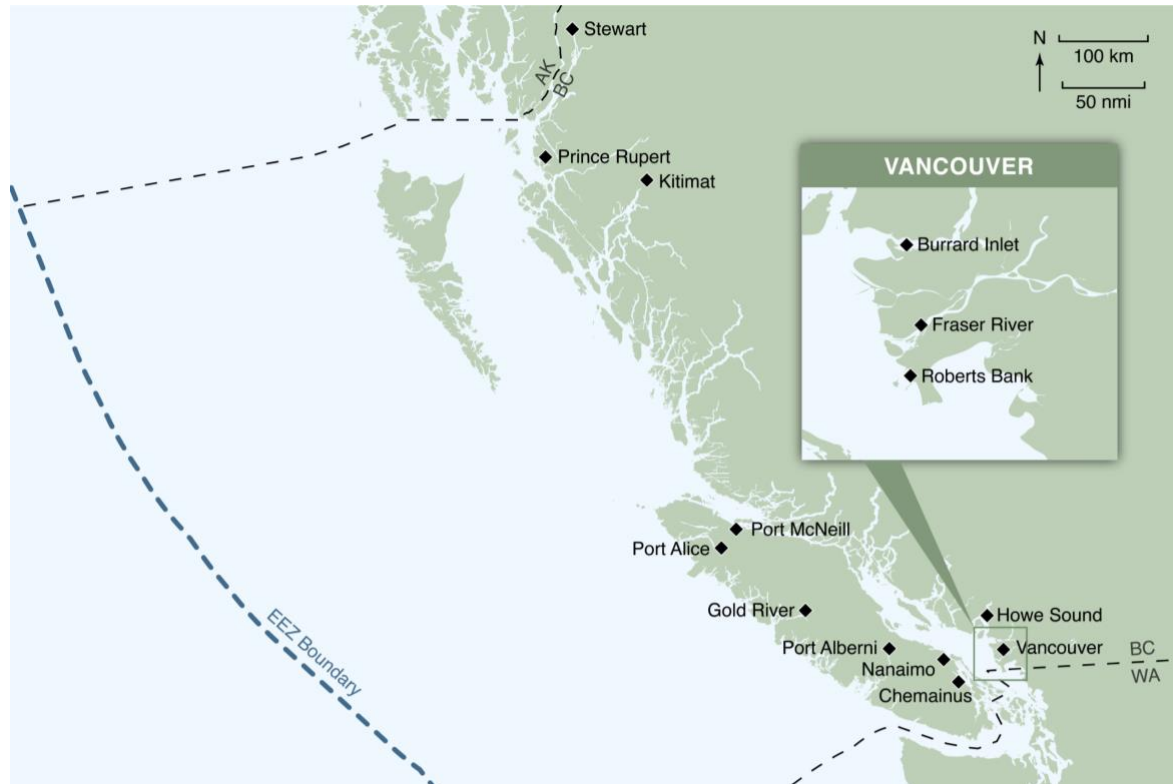 Stewart
N
100 km
50 nmi
AK
BC
Prince Rupert
Kitimat
VANCOUVER
Burrard Inlet
Fraser River
Roberts Bank
Port McNeill
Port Alice
Gold River
Howe Sound
Port Alberni
Vancouver
Nanaimo
Chemainus
BC
WA
EEZ Boundary